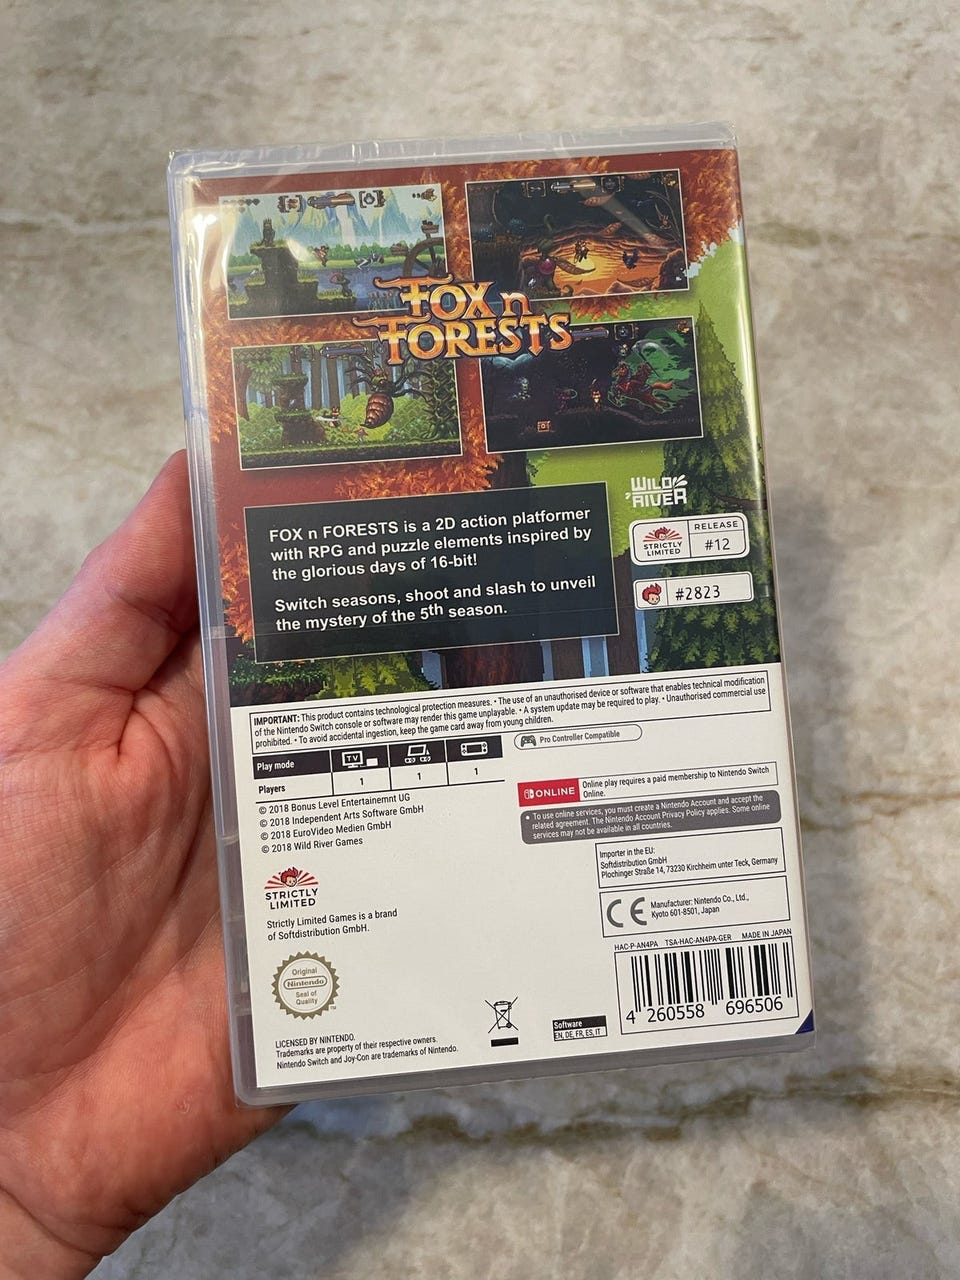 FOX n
FORESTS
WILD
RIVER
FOX n FORESTS is a 2D action platformer
with RPG and puzzle elements inspired by
the glorious days of 16-bit!
Switch seasons, shoot and slash to unveil
the mystery of the 5th season.
STRICTLY
LIMITED
RELEASE
#12
#2823
IMPORTANT: This product contains technological protection measures. • The use of an unauthorised device or software that enables technical modification
of the Nintendo Switch console or software may render this game unplayable. • A system update may be required to play. • Unauthorised commercial use
prohibited. • To avoid accidental ingestion, keep the game card away from young children.
Play mode
TV
Players
1
1
1
Pro Controller Compatible
ONLINE
Online play requires a paid membership to Nintendo Switch
Online.
• To use online services, you must create a Nintendo Account and accept the
related agreement. The Nintendo Account Privacy Policy applies. Some online
services may not be available in all countries.
© 2018 Bonus Level Entertainemnt UG
© 2018 Independent Arts Software GmbH
© 2018 EuroVideo Medien GmbH
© 2018 Wild River Games
STRICTLY
LIMITED
Strictly Limited Games is a brand
of Softdistribution GmbH.
Importer in the EU:
Softdistribution GmbH
Plochinger Straße 14, 73230 Kirchheim unter Teck, Germany
CE
Manufacturer: Nintendo Co., Ltd.,
Kyoto 601-8501, Japan
HAC-P-AN4PA TSA-HAC-AN4PA-GER MADE IN JAPAN
4 260558 696506
Original
Nintendo
Seal of
Quality
TM
Software
EN, DE, FR, ES, IT
LICENSED BY NINTENDO.
Trademarks are property of their respective owners.
Nintendo Switch and Joy-Con are trademarks of Nintendo.